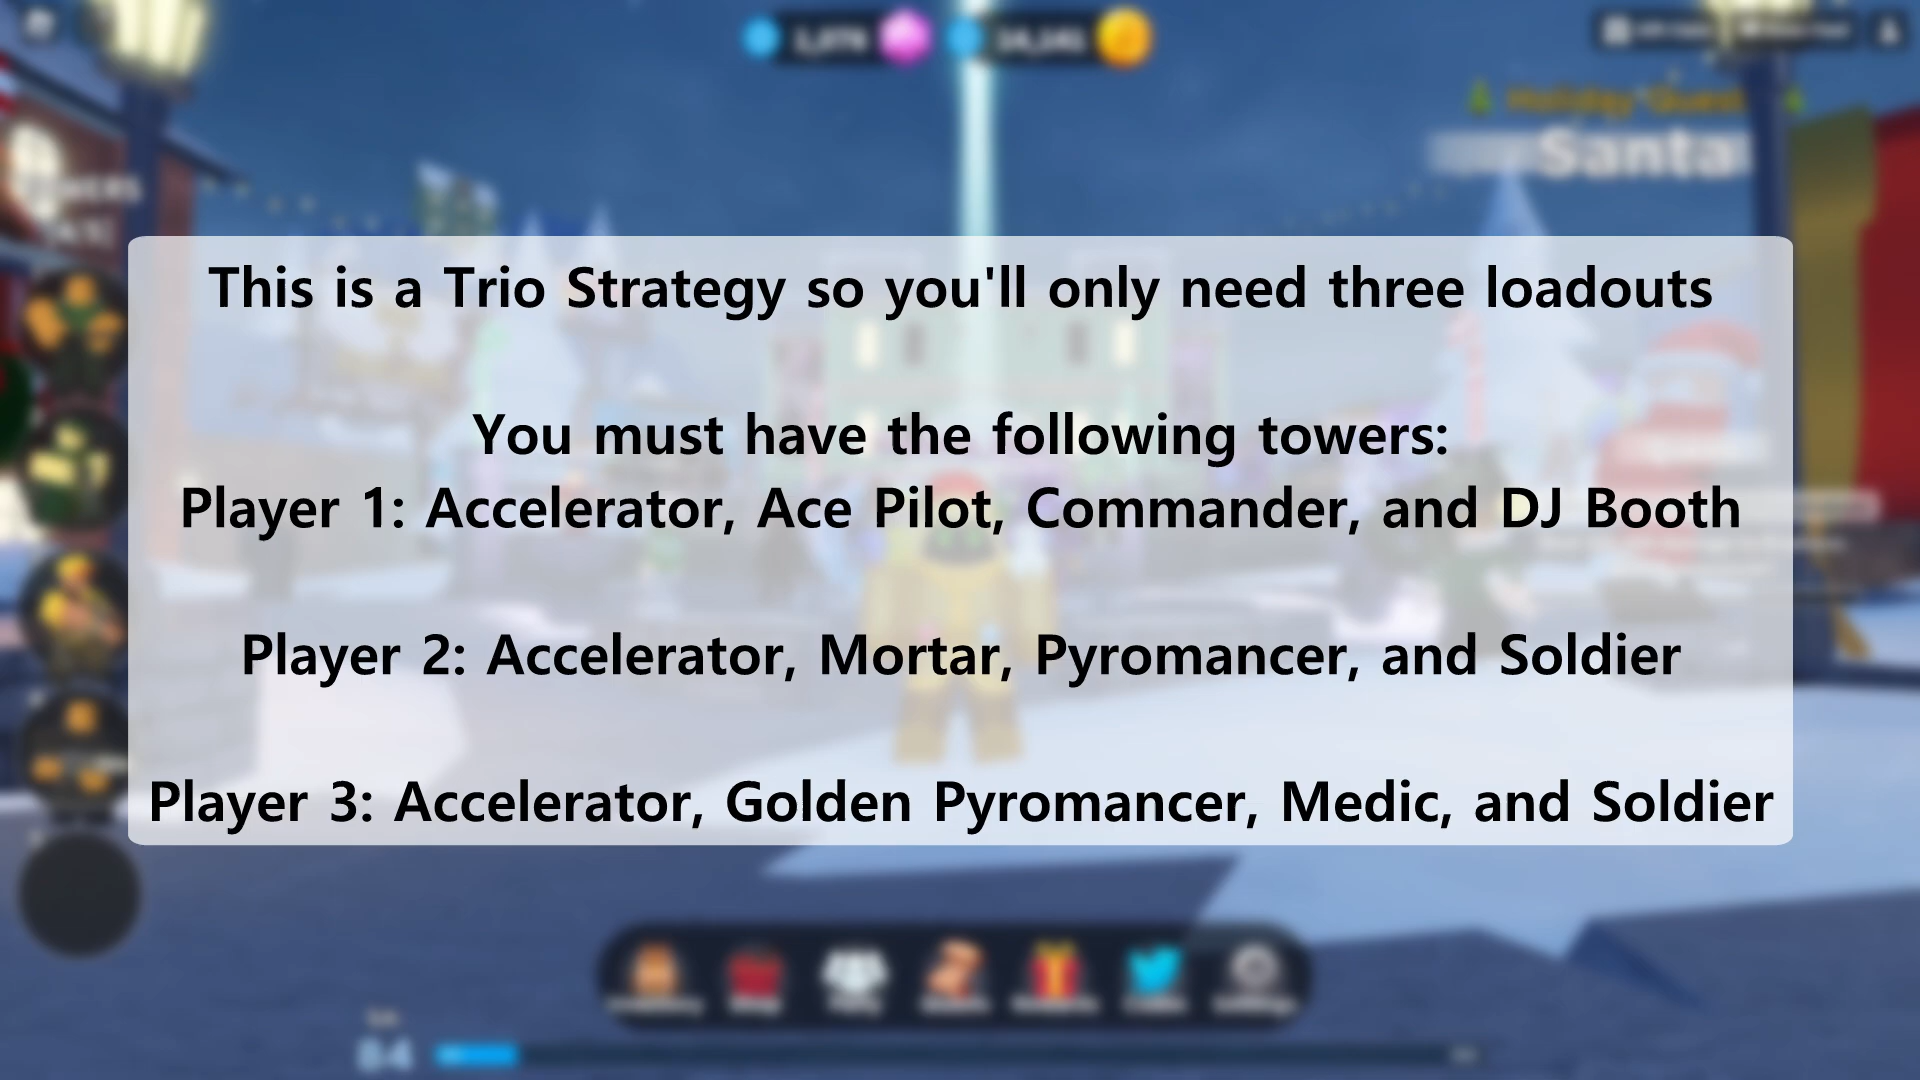 Santa
This is a Trio Strategy so you'll only need three loadouts
You must have the following towers:
Player 1: Accelerator, Ace Pilot, Commander, and DJ Booth
Player 2: Accelerator, Mortar, Pyromancer, and Soldier
Player 3: Accelerator, Golden Pyromancer, Medic, and Soldier
84